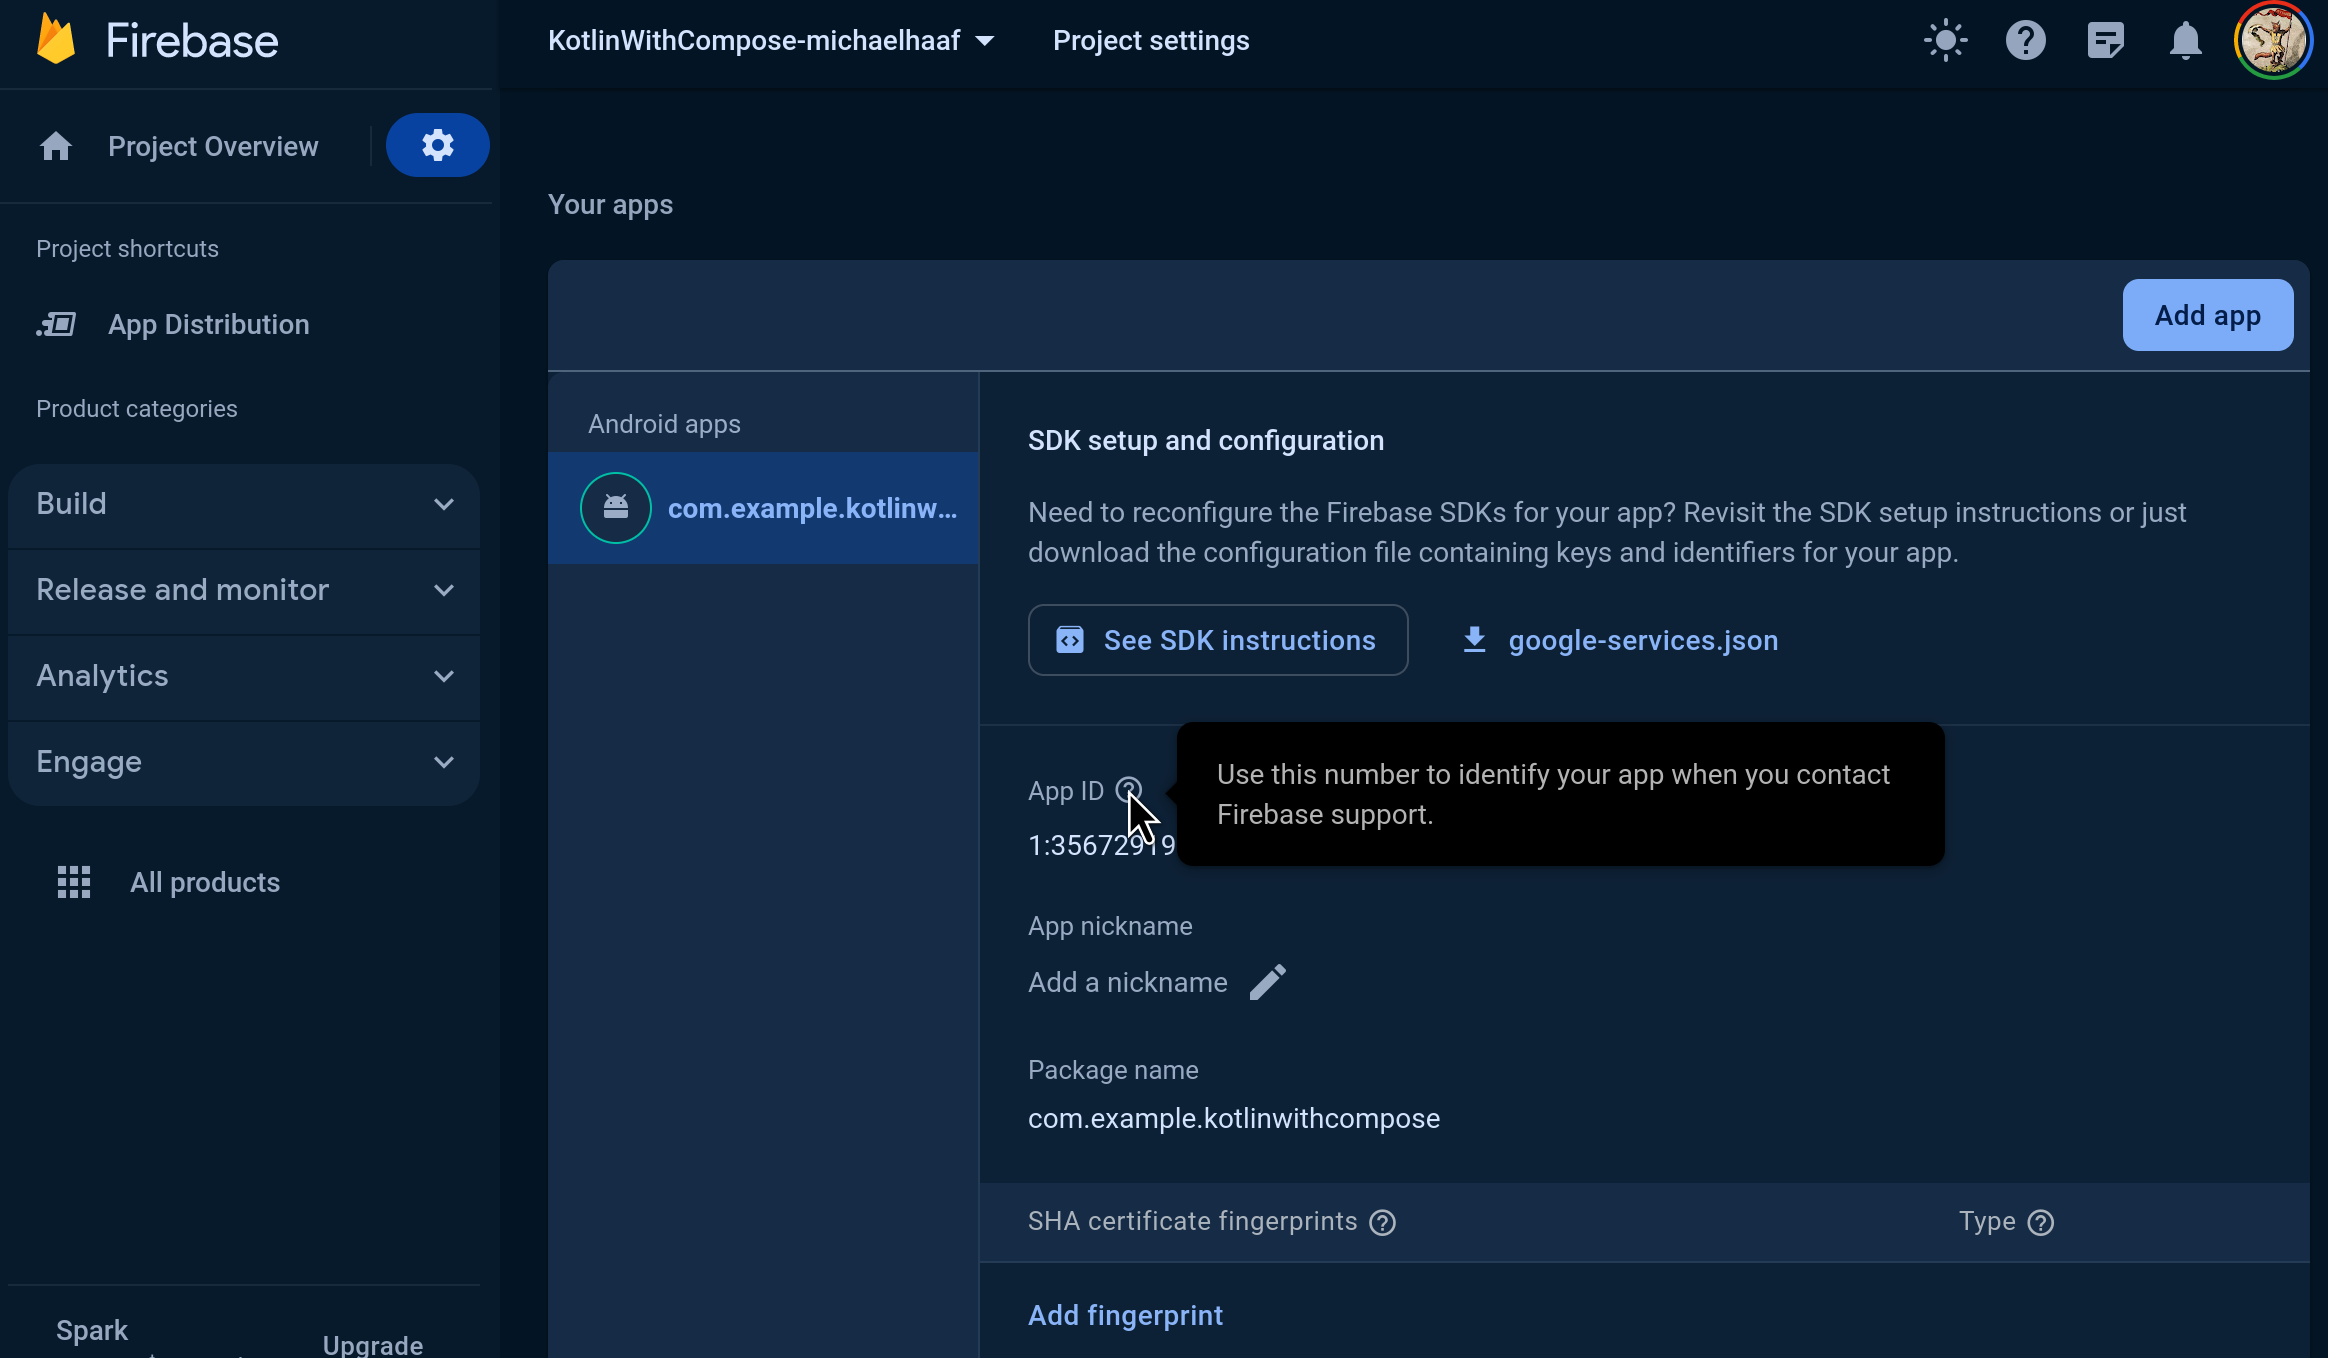 Firebase
KotlinWithCompose-michaelhaaf
Project settings
Project Overview
Project shortcuts
App Distribution
Product categories
Build
Release and monitor
Analytics
Engage
All products
Spark
Upgrade
Your apps
Add app
Android apps
com.example.kotlinw...
SDK setup and configuration
Need to reconfigure the Firebase SDKs for your app? Revisit the SDK setup instructions or just
download the configuration file containing keys and identifiers for your app.
See SDK instructions
google-services.json
App ID
Use this number to identify your app when you contact
Firebase support.
1:35672919
App nickname
Add a nickname
Package name
com.example.kotlinwithcompose
SHA certificate fingerprints
Type
Add fingerprint